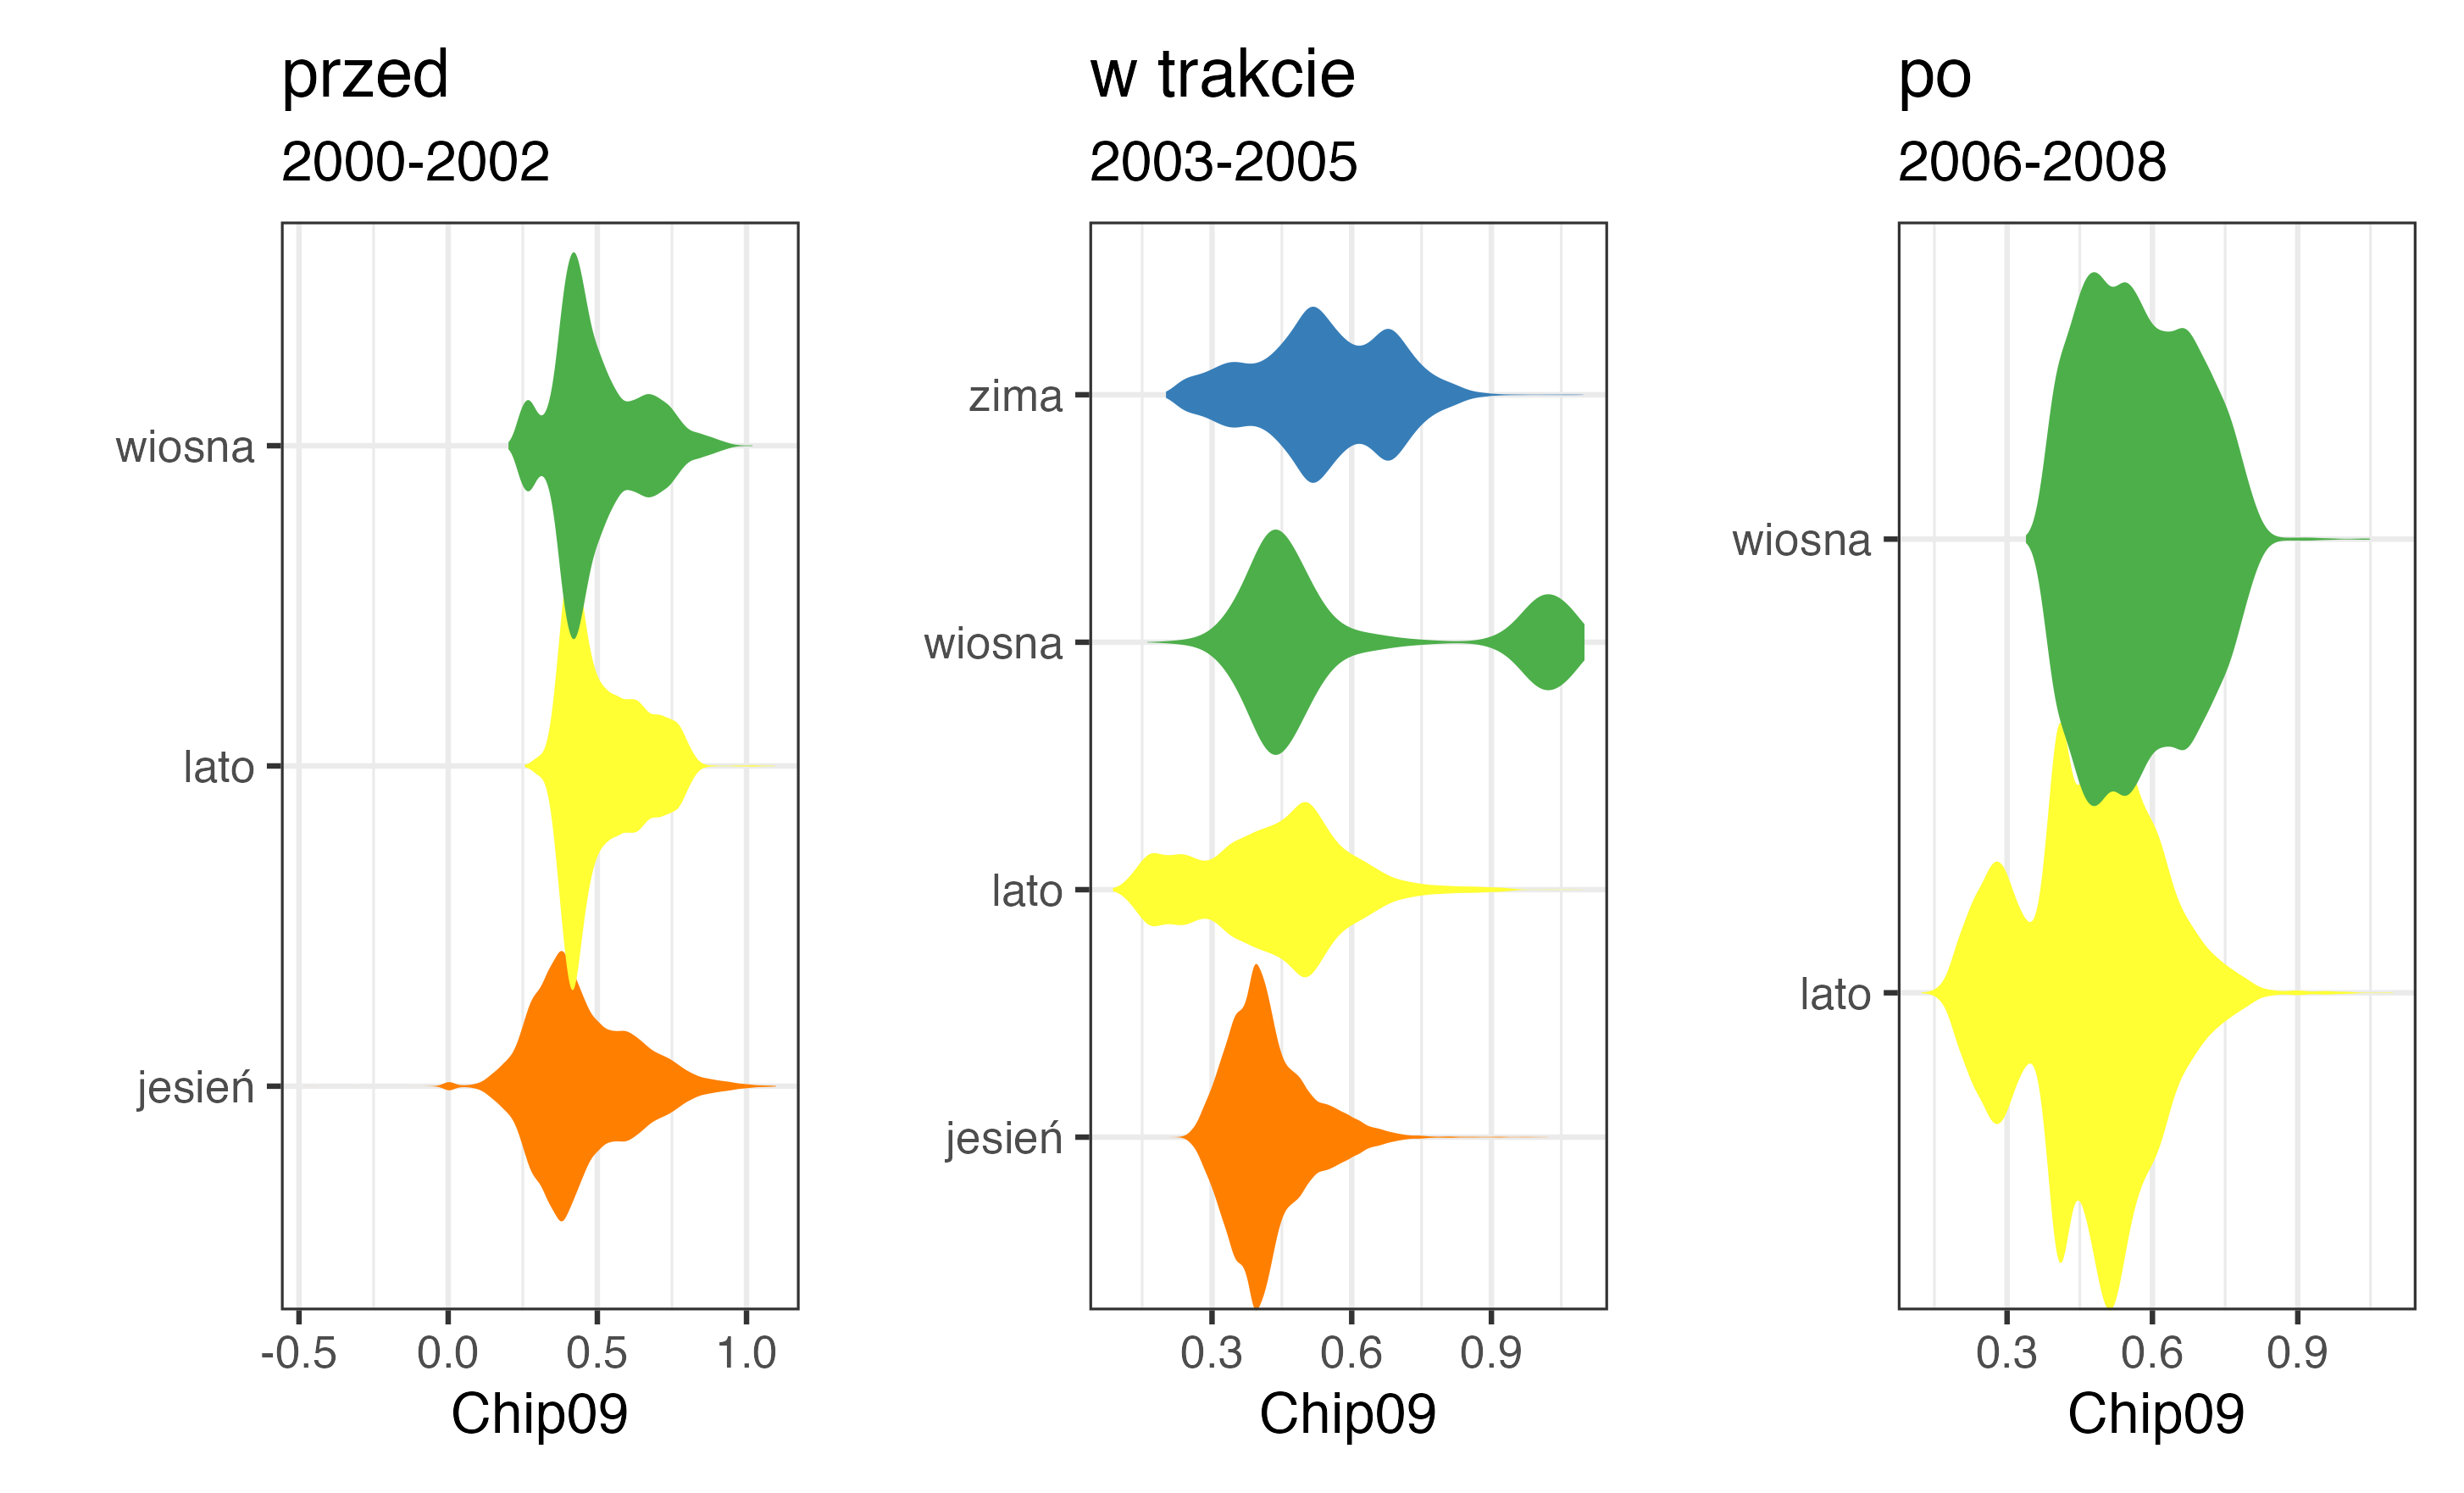 przed
2000-2002
wiosna
lato
jesień
-0.5 0.0 0.5 1.0
Chip09
w trakcie
2003-2005
zima
wiosna
lato
jesień
0.3 0.6 0.9
Chip09
po
2006-2008
wiosna
lato
0.3 0.6 0.9
Chip09